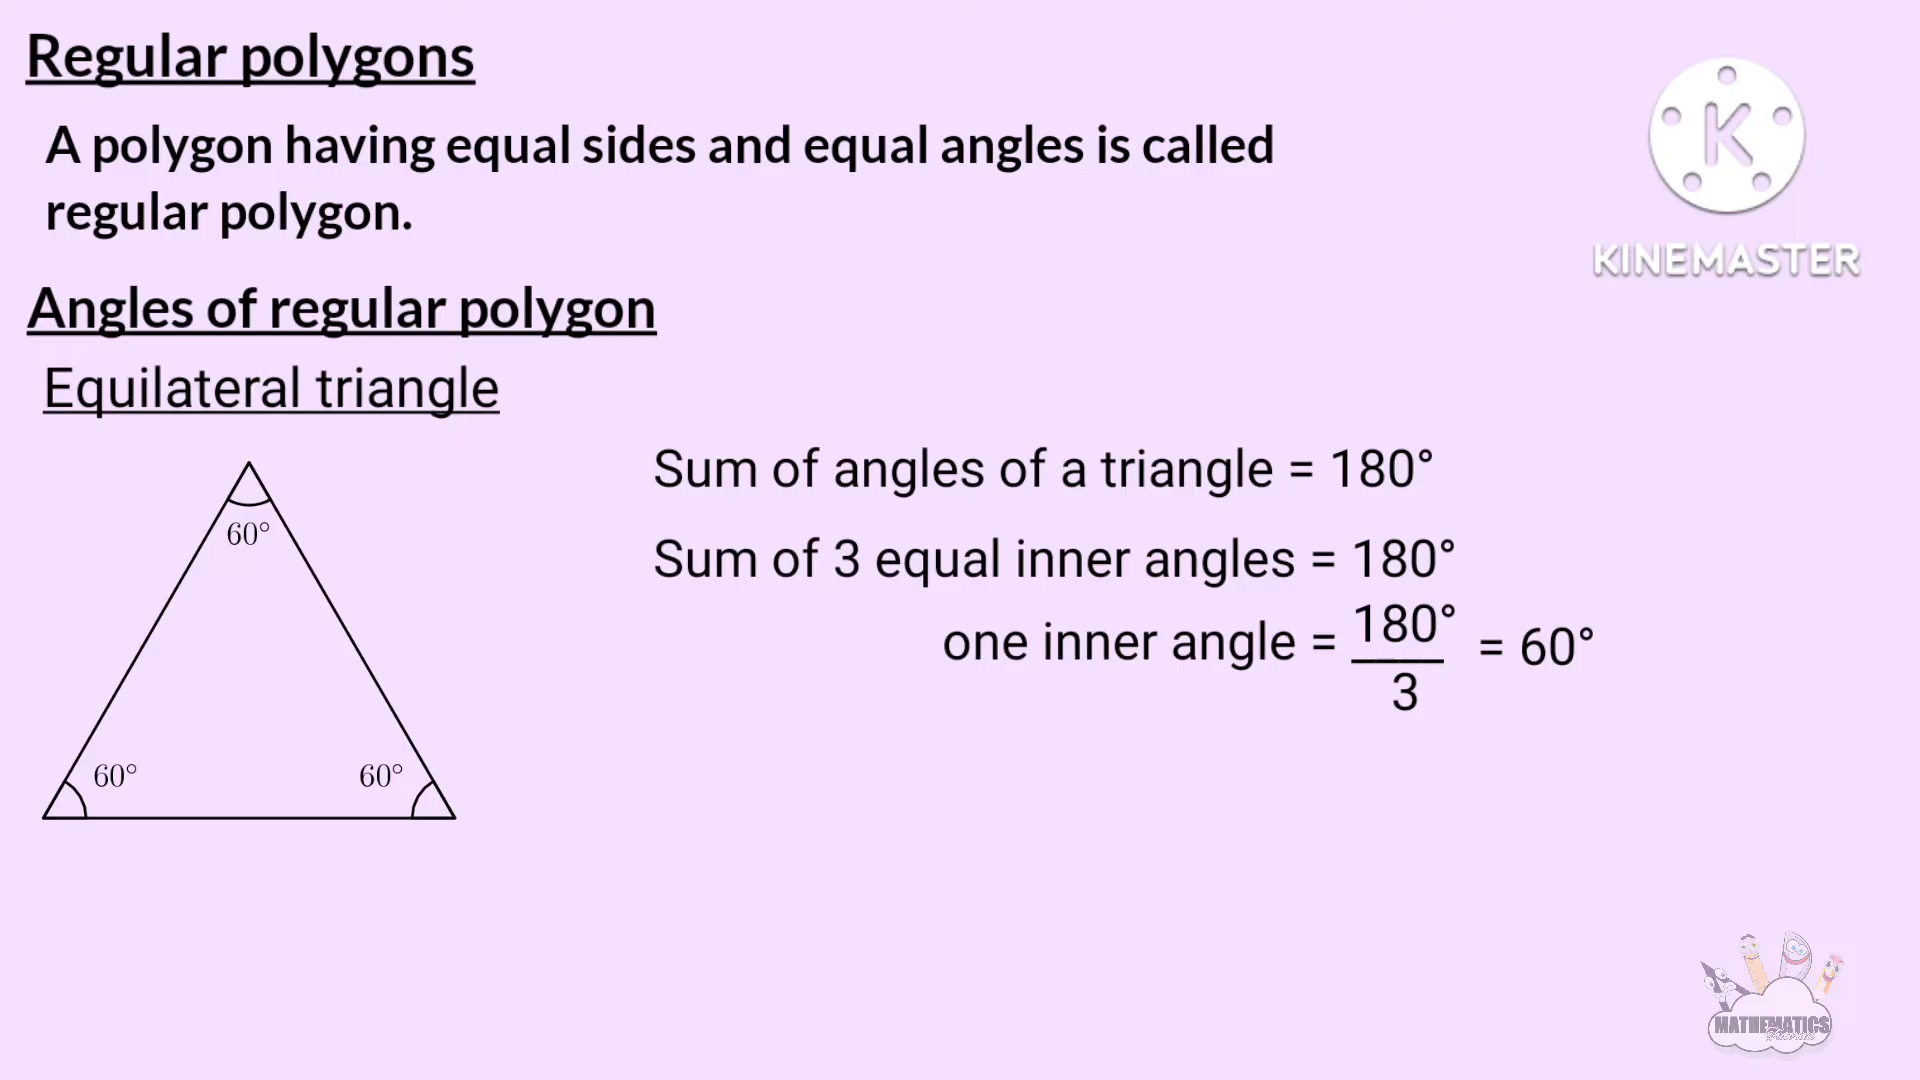 Regular polygons
A polygon having equal sides and equal angles is called
regular polygon.
K
KINEMASTER
Angles of regular polygon
Equilateral triangle
Sum of angles of a triangle = 180°
60°
Sum of 3 equal inner angles = 180°
one inner angle = 180° / 3 = 60°
60° 60°
MATHEMATICS
Tutorial